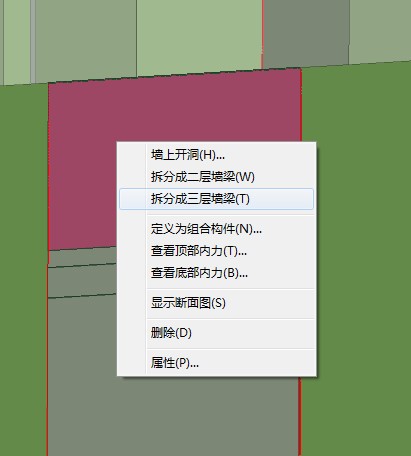 墙上开洞(H)...
拆分成二层墙梁(W)
拆分成三层墙梁(T)
定义为组合构件(N)...
查看顶部内力(T)...
查看底部内力(B)...
显示断面图(S)
删除(D)
属性(P)...